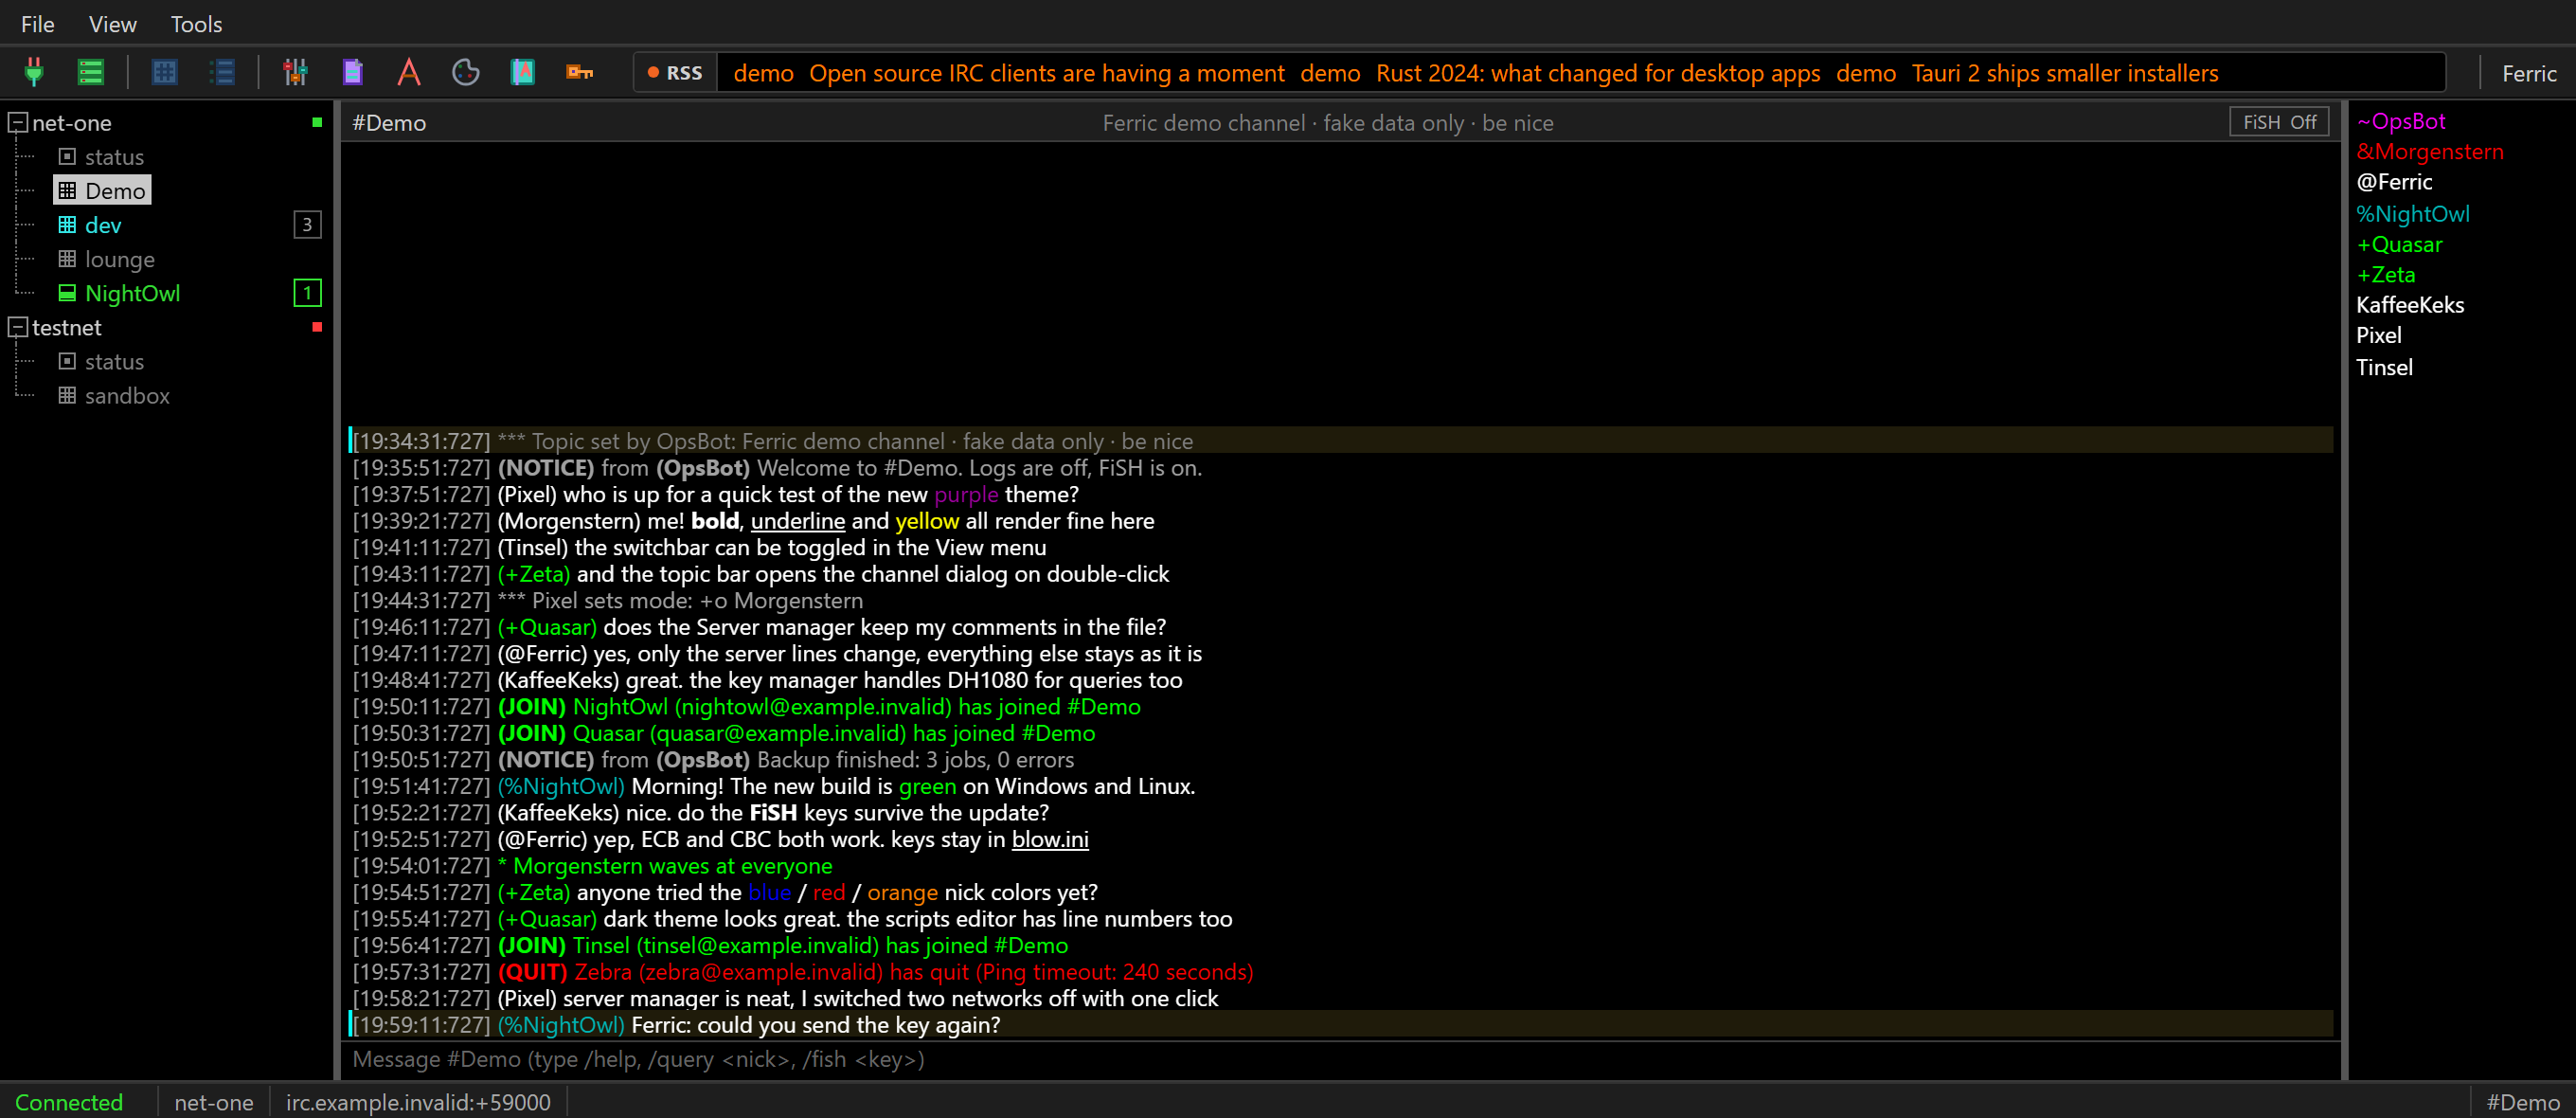 File View Tools
RSS demo Open source IRC clients are having a moment demo Rust 2024: what changed for desktop apps demo Tauri 2 ships smaller installers Ferric
net-one
status
Demo
dev 3
lounge
NightOwl 1
testnet
status
sandbox
#Demo Ferric demo channel · fake data only · be nice FiSH Off
[19:34:31:727] *** Topic set by OpsBot: Ferric demo channel · fake data only · be nice
[19:35:51:727] (NOTICE) from (OpsBot) Welcome to #Demo. Logs are off, FiSH is on.
[19:37:51:727] (Pixel) who is up for a quick test of the new purple theme?
[19:39:21:727] (Morgenstern) me! bold, underline and yellow all render fine here
[19:41:11:727] (Tinsel) the switchbar can be toggled in the View menu
[19:43:11:727] (+Zeta) and the topic bar opens the channel dialog on double-click
[19:44:31:727] *** Pixel sets mode: +o Morgenstern
[19:46:11:727] (+Quasar) does the Server manager keep my comments in the file?
[19:47:11:727] (@Ferric) yes, only the server lines change, everything else stays as it is
[19:48:41:727] (KaffeeKeks) great. the key manager handles DH1080 for queries too
[19:50:11:727] (JOIN) NightOwl (nightowl@example.invalid) has joined #Demo
[19:50:31:727] (JOIN) Quasar (quasar@example.invalid) has joined #Demo
[19:50:51:727] (NOTICE) from (OpsBot) Backup finished: 3 jobs, 0 errors
[19:51:41:727] (%NightOwl) Morning! The new build is green on Windows and Linux.
[19:52:21:727] (KaffeeKeks) nice. do the FiSH keys survive the update?
[19:52:51:727] (@Ferric) yep, ECB and CBC both work. keys stay in blow.ini
[19:54:01:727] * Morgenstern waves at everyone
[19:54:51:727] (+Zeta) anyone tried the blue / red / orange nick colors yet?
[19:55:41:727] (+Quasar) dark theme looks great. the scripts editor has line numbers too
[19:56:41:727] (JOIN) Tinsel (tinsel@example.invalid) has joined #Demo
[19:57:31:727] (QUIT) Zebra (zebra@example.invalid) has quit (Ping timeout: 240 seconds)
[19:58:21:727] (Pixel) server manager is neat, I switched two networks off with one click
[19:59:11:727] (%NightOwl) Ferric: could you send the key again?
Message #Demo (type /help, /query <nick>, /fish <key>)
~OpsBot
&Morgenstern
@Ferric
%NightOwl
+Quasar
+Zeta
KaffeeKeks
Pixel
Tinsel
Connected net-one irc.example.invalid:+59000 #Demo